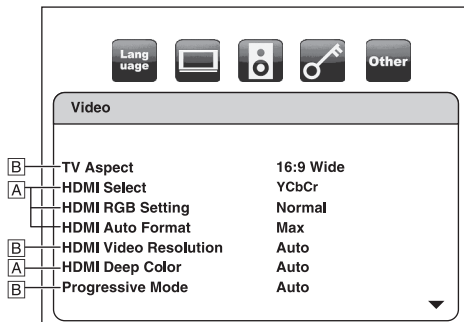 Lang
uage
Other
Video
B TV Aspect 16:9 Wide
A HDMI Select YCbCr
HDMI RGB Setting Normal
HDMI Auto Format Max
B HDMI Video Resolution Auto
A HDMI Deep Color Auto
B Progressive Mode Auto